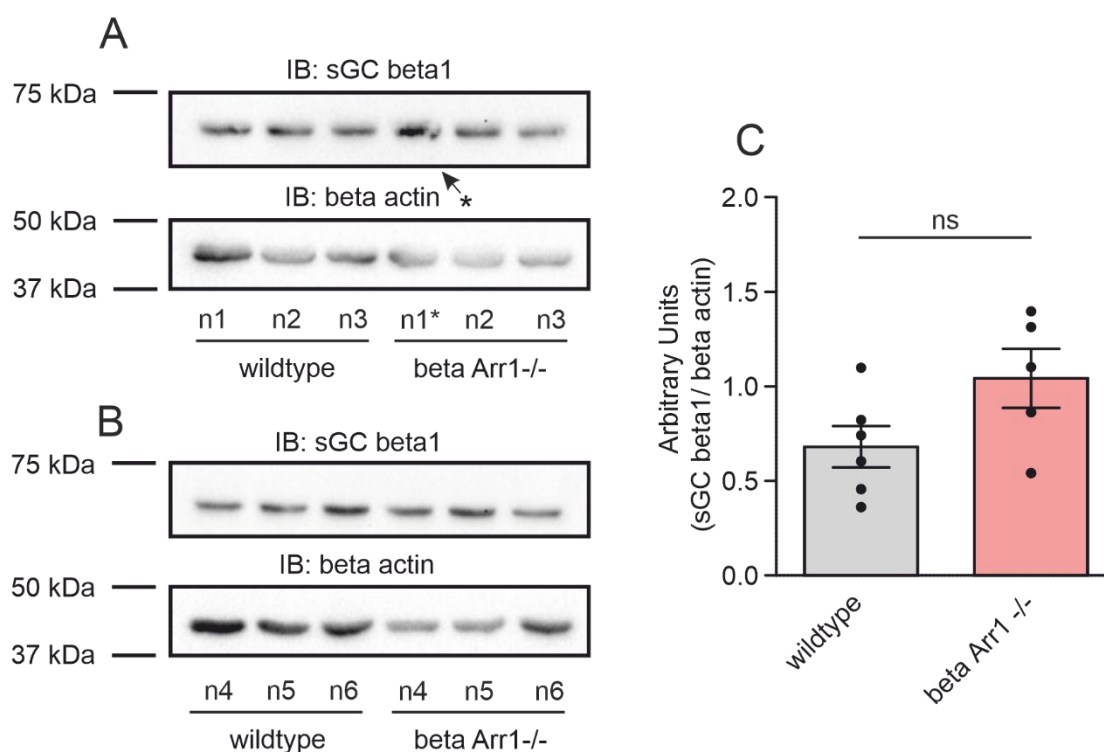 A
IB: sGC beta1
75 kDa
*
IB: beta actin
50 kDa
37 kDa
n1 n2 n3 n1* n2 n3
wildtype beta Arr1-/-
B
IB: sGC beta1
75 kDa
IB: beta actin
50 kDa
37 kDa
n4 n5 n6 n4 n5 n6
wildtype beta Arr1-/-
C
Arbitrary Units
(sGC beta1/ beta actin)
2.0
1.5
1.0
0.5
0.0
ns
wildtype
beta Arr1 -/-